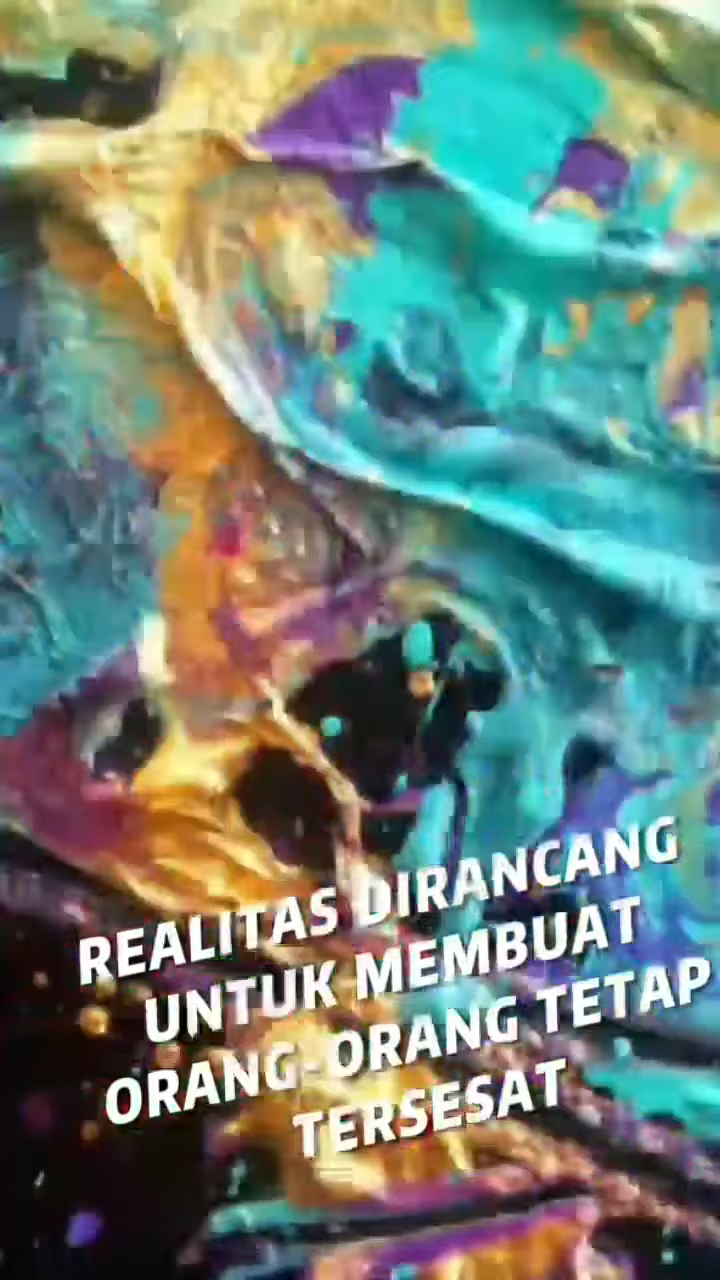 REALITAS DIRANCANG
UNTUK MEMBUAT
ORANG-ORANG TETAP
TERSESAT